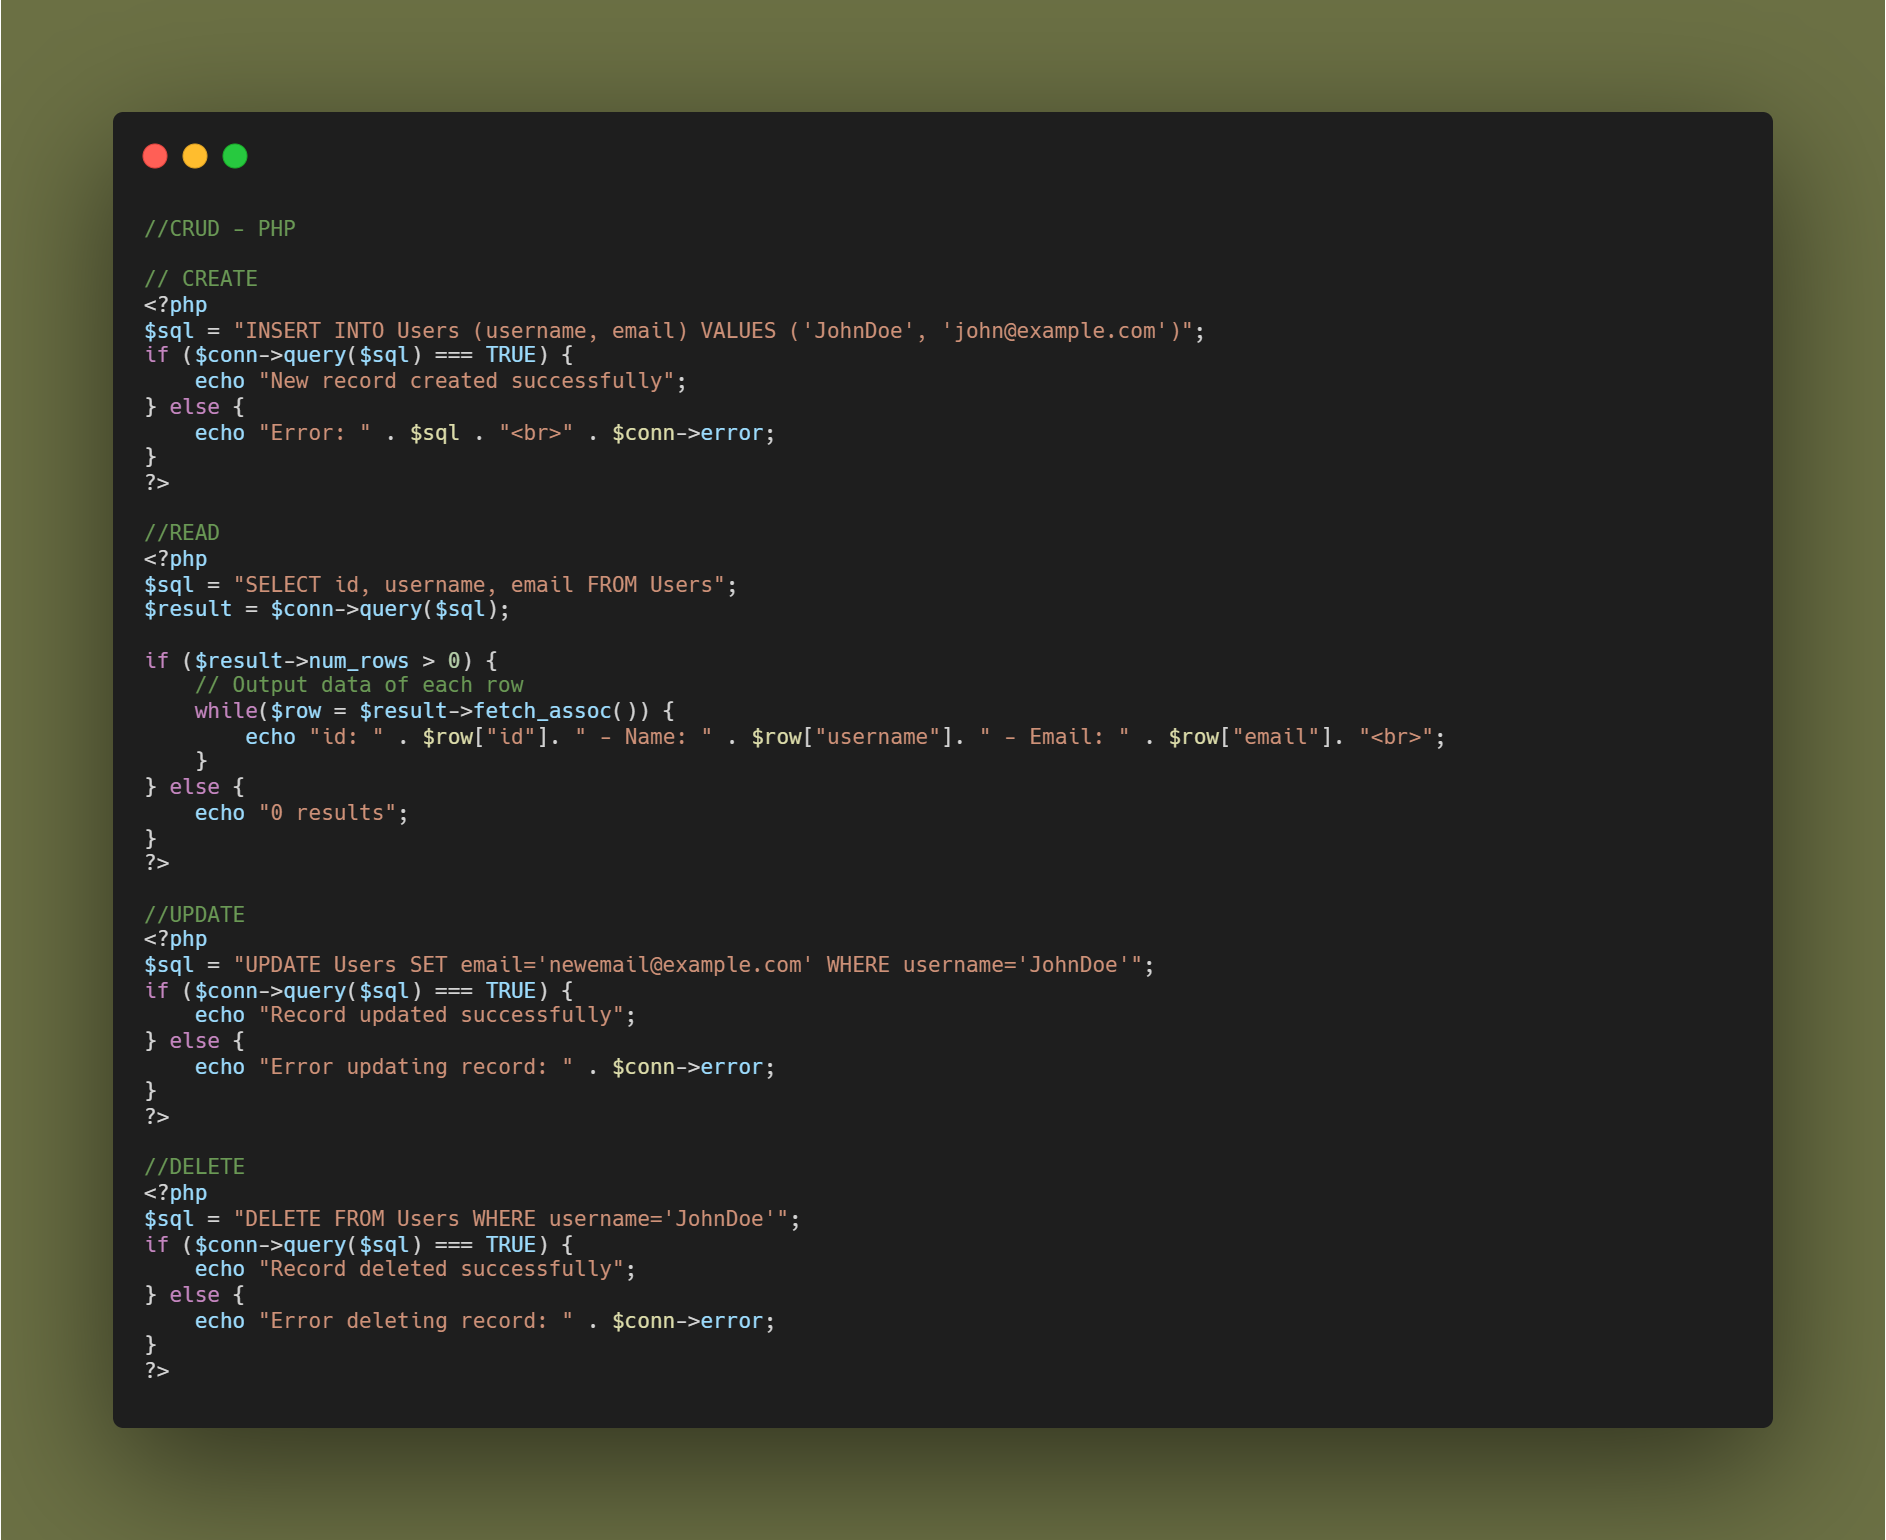 //CRUD - PHP
// CREATE
<?php
$sql = "INSERT INTO Users (username, email) VALUES ('JohnDoe', 'john@example.com')";
if ($conn->query($sql) === TRUE) {
    echo "New record created successfully";
} else {
    echo "Error: " . $sql . "<br>" . $conn->error;
}
?>
//READ
<?php
$sql = "SELECT id, username, email FROM Users";
$result = $conn->query($sql);
if ($result->num_rows > 0) {
    // Output data of each row
    while($row = $result->fetch_assoc()) {
        echo "id: " . $row["id"]. " - Name: " . $row["username"]. " - Email: " . $row["email"]. "<br>";
    }
} else {
    echo "0 results";
}
?>
//UPDATE
<?php
$sql = "UPDATE Users SET email='newemail@example.com' WHERE username='JohnDoe'";
if ($conn->query($sql) === TRUE) {
    echo "Record updated successfully";
} else {
    echo "Error updating record: " . $conn->error;
}
?>
//DELETE
<?php
$sql = "DELETE FROM Users WHERE username='JohnDoe'";
if ($conn->query($sql) === TRUE) {
    echo "Record deleted successfully";
} else {
    echo "Error deleting record: " . $conn->error;
}
?>